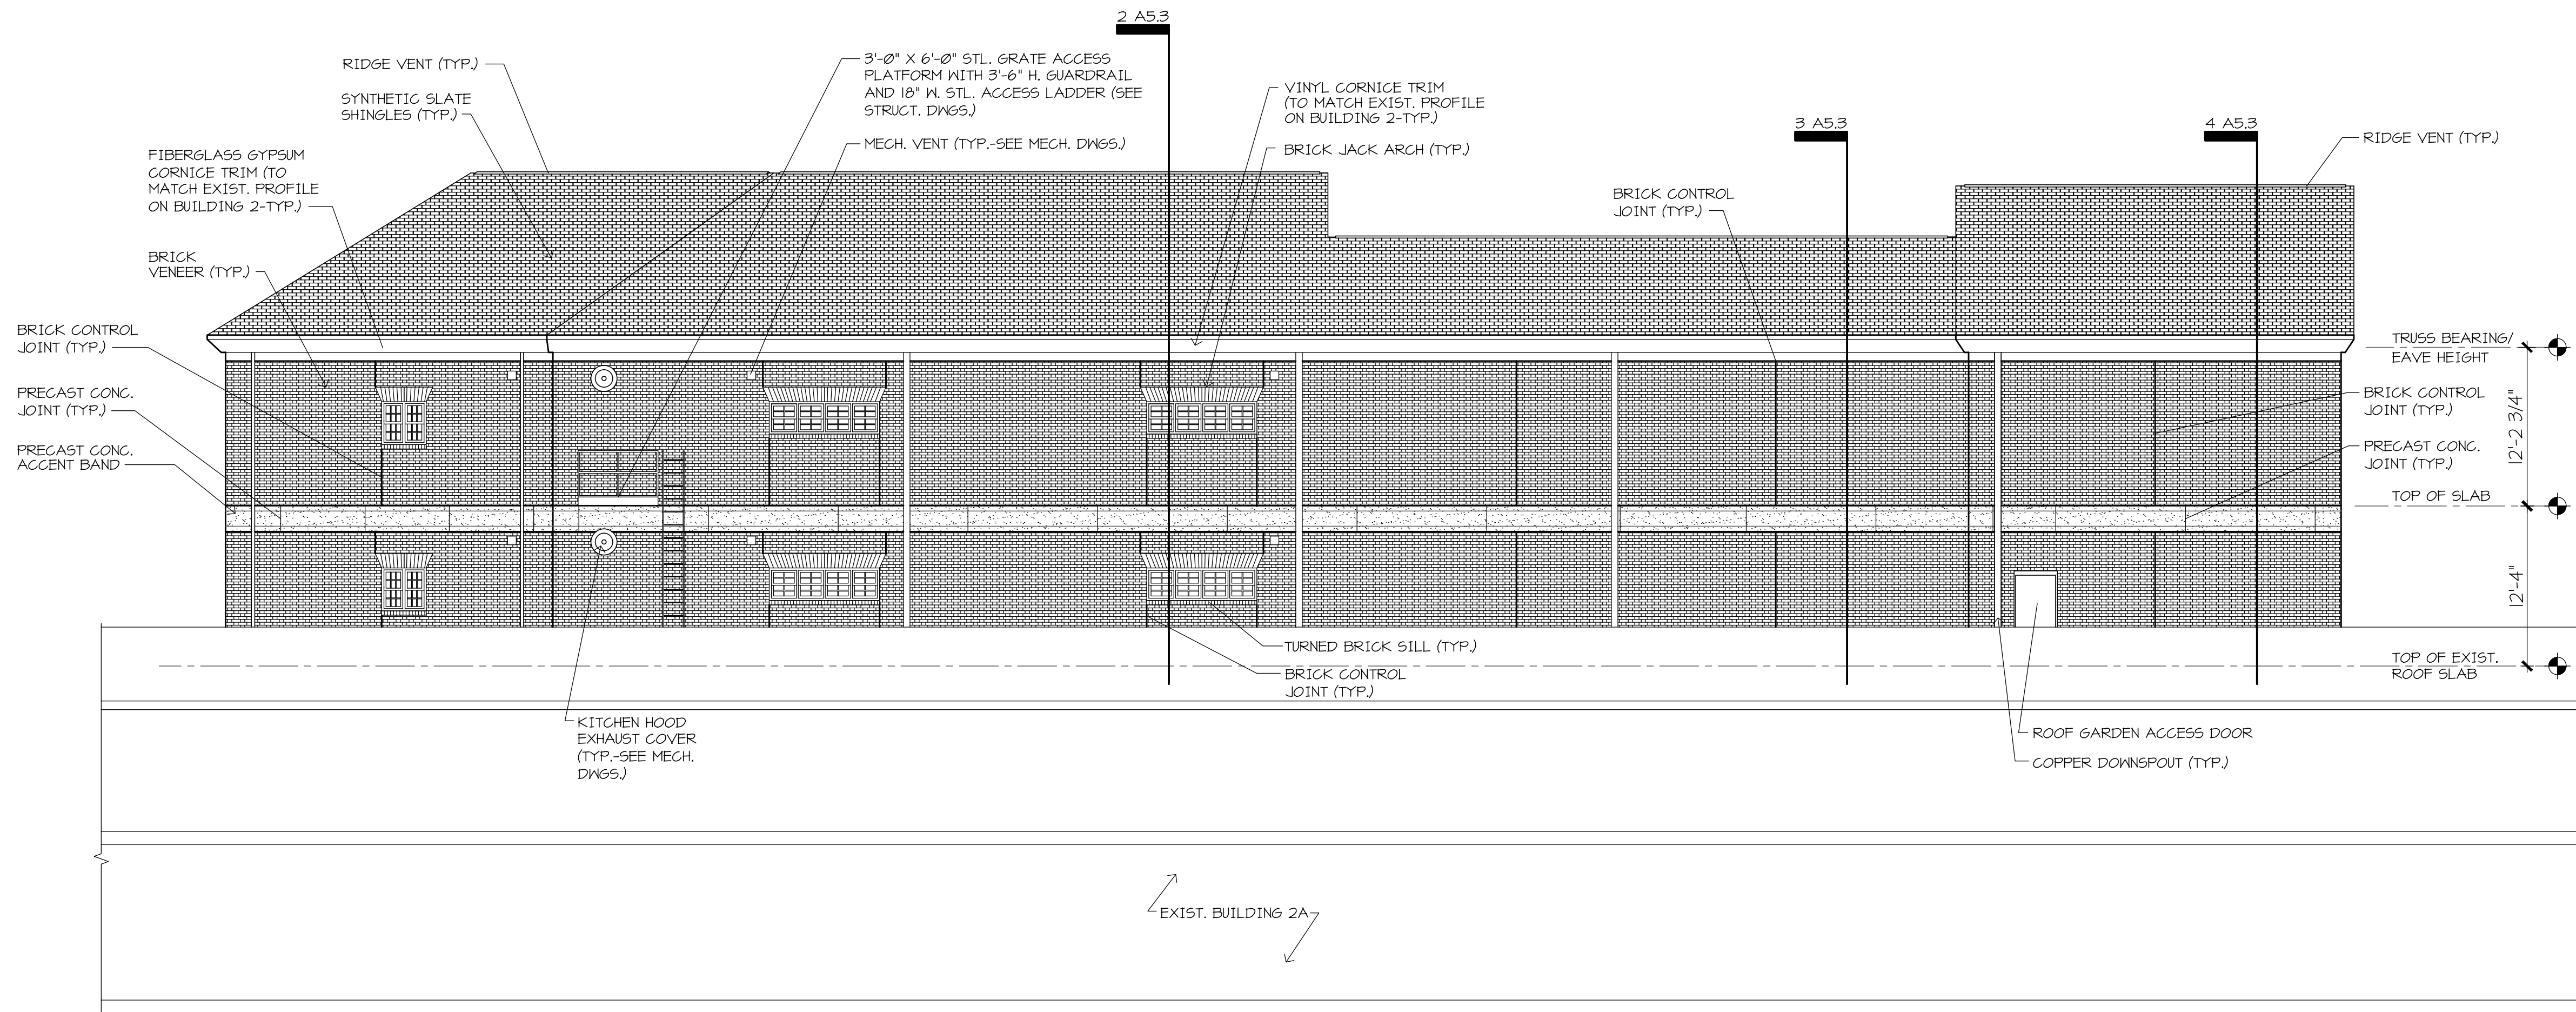 2 A5.3
RIDGE VENT (TYP.)
SYNTHETIC SLATE
SHINGLES (TYP.)
FIBERGLASS GYPSUM
CORNICE TRIM (TO
MATCH EXIST. PROFILE
ON BUILDING 2-TYP.)
BRICK
VENEER (TYP.)
BRICK CONTROL
JOINT (TYP.)
PRECAST CONC.
JOINT (TYP.)
PRECAST CONC.
ACCENT BAND
3'-0" X 6'-0" STL. GRATE ACCESS
PLATFORM WITH 3'-6" H. GUARDRAIL
AND 18" W. STL. ACCESS LADDER (SEE
STRUCT. DWGS.)
MECH. VENT (TYP.-SEE MECH. DWGS.)
VINYL CORNICE TRIM
(TO MATCH EXIST. PROFILE
ON BUILDING 2-TYP.)
BRICK JACK ARCH (TYP.)
3 A5.3
BRICK CONTROL
JOINT (TYP.)
4 A5.3
RIDGE VENT (TYP.)
TRUSS BEARING/
EAVE HEIGHT
BRICK CONTROL
JOINT (TYP.)
12'-2 3/4"
PRECAST CONC.
JOINT (TYP.)
TOP OF SLAB
12'-4"
TOP OF EXIST.
ROOF SLAB
TURNED BRICK SILL (TYP.)
BRICK CONTROL
JOINT (TYP.)
KITCHEN HOOD
EXHAUST COVER
(TYP.-SEE MECH.
DWGS.)
ROOF GARDEN ACCESS DOOR
COPPER DOWNSPOUT (TYP.)
EXIST. BUILDING 2A